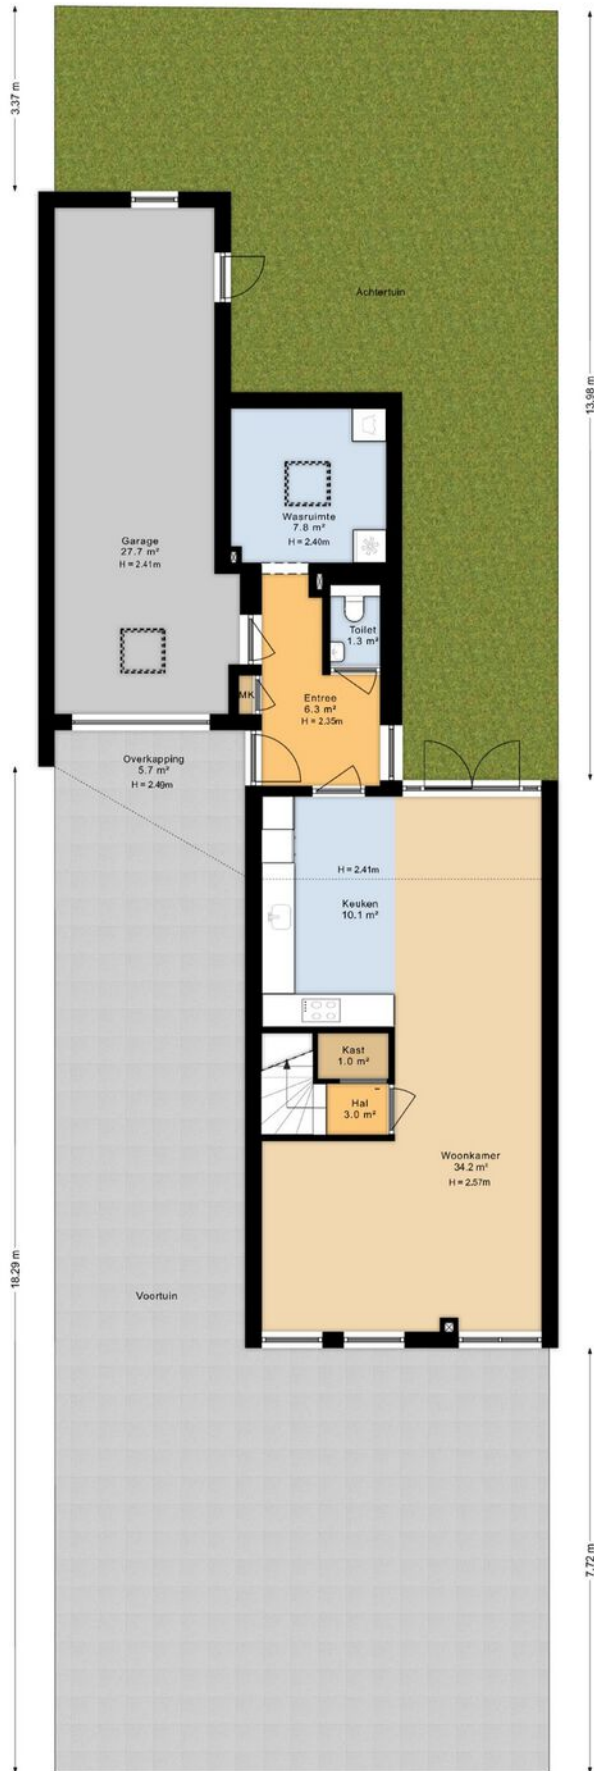 3.37 m
13.98 m
Achtertuin
Wasruimte
7.8 m²
H = 2.40m
Garage
27.7 m²
H = 2.41m
Toilet
1.3 m²
MK
Entree
6.3 m²
H = 2.35m
Overkapping
5.7 m²
H = 2.49m
H = 2.41m
Keuken
10.1 m²
Kast
1.0 m²
Hal
3.0 m²
Woonkamer
34.2 m²
H = 2.57m
18.29 m
Voortuin
7.72 m